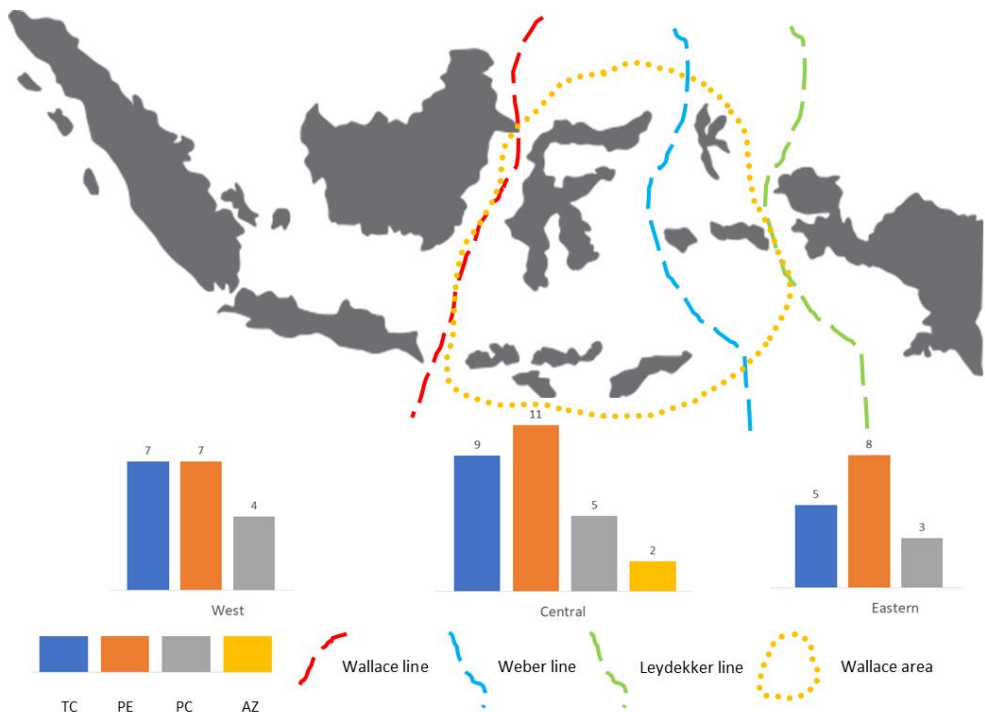 11
7 7
9
8
4
5
5
3
2
West
Central
Eastern
Wallace line
Weber line
Leydekker line
Wallace area
TC PE PC AZ